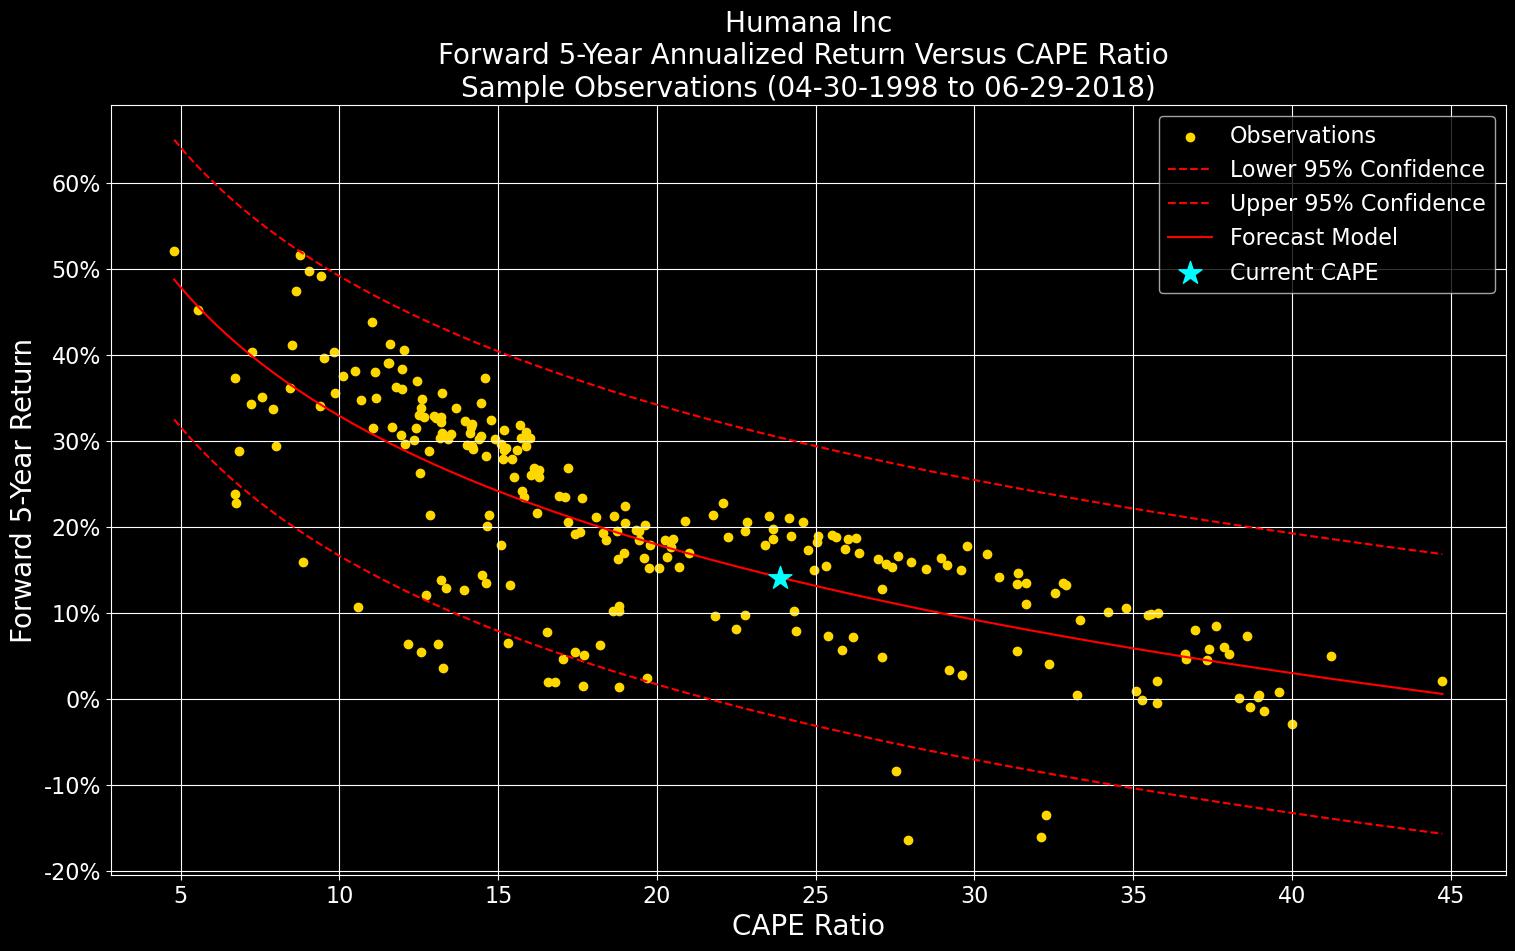 Humana Inc
Forward 5-Year Annualized Return Versus CAPE Ratio
Sample Observations (04-30-1998 to 06-29-2018)
Observations
Lower 95% Confidence
Upper 95% Confidence
Forecast Model
Current CAPE
Forward 5-Year Return
60%
50%
40%
30%
20%
10%
0%
-10%
-20%
5 10 15 20 25 30 35 40 45
CAPE Ratio